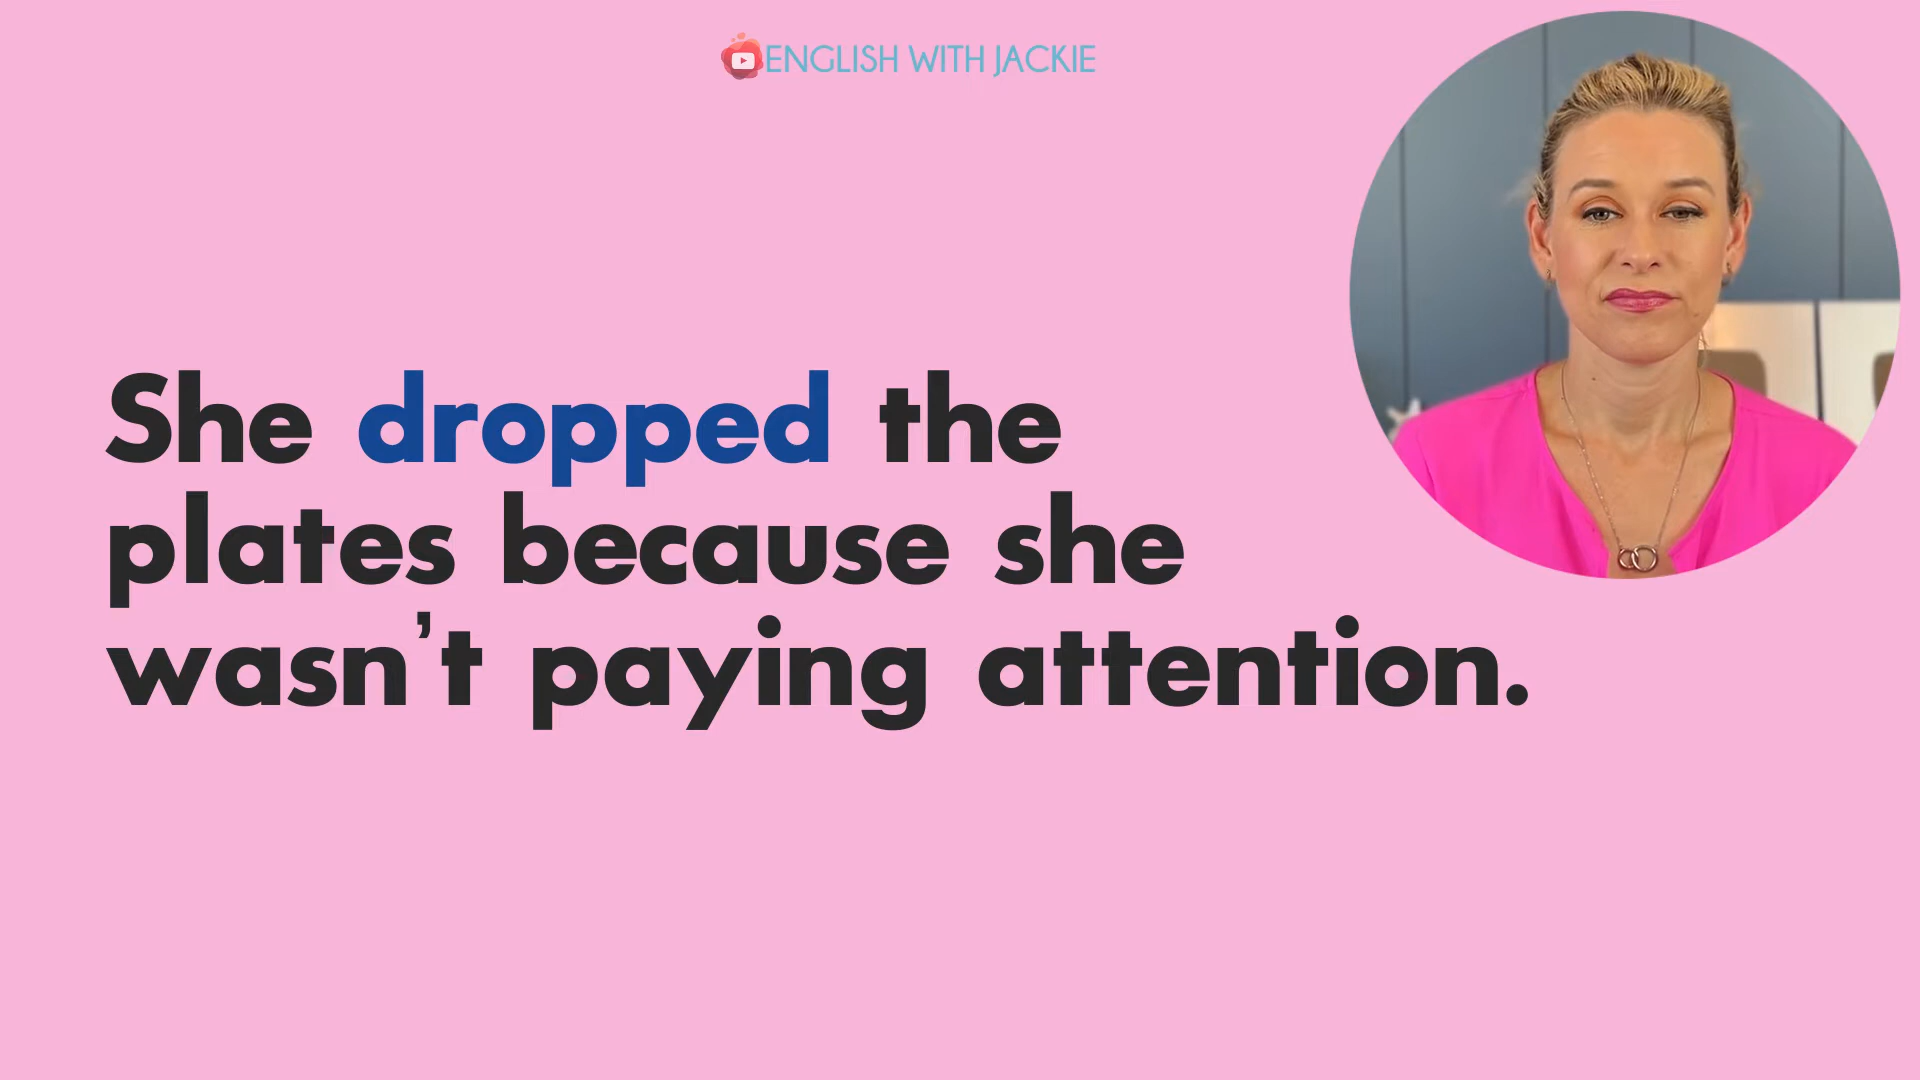 ENGLISH WITH JACKIE
She dropped the
plates because she
wasn't paying attention.